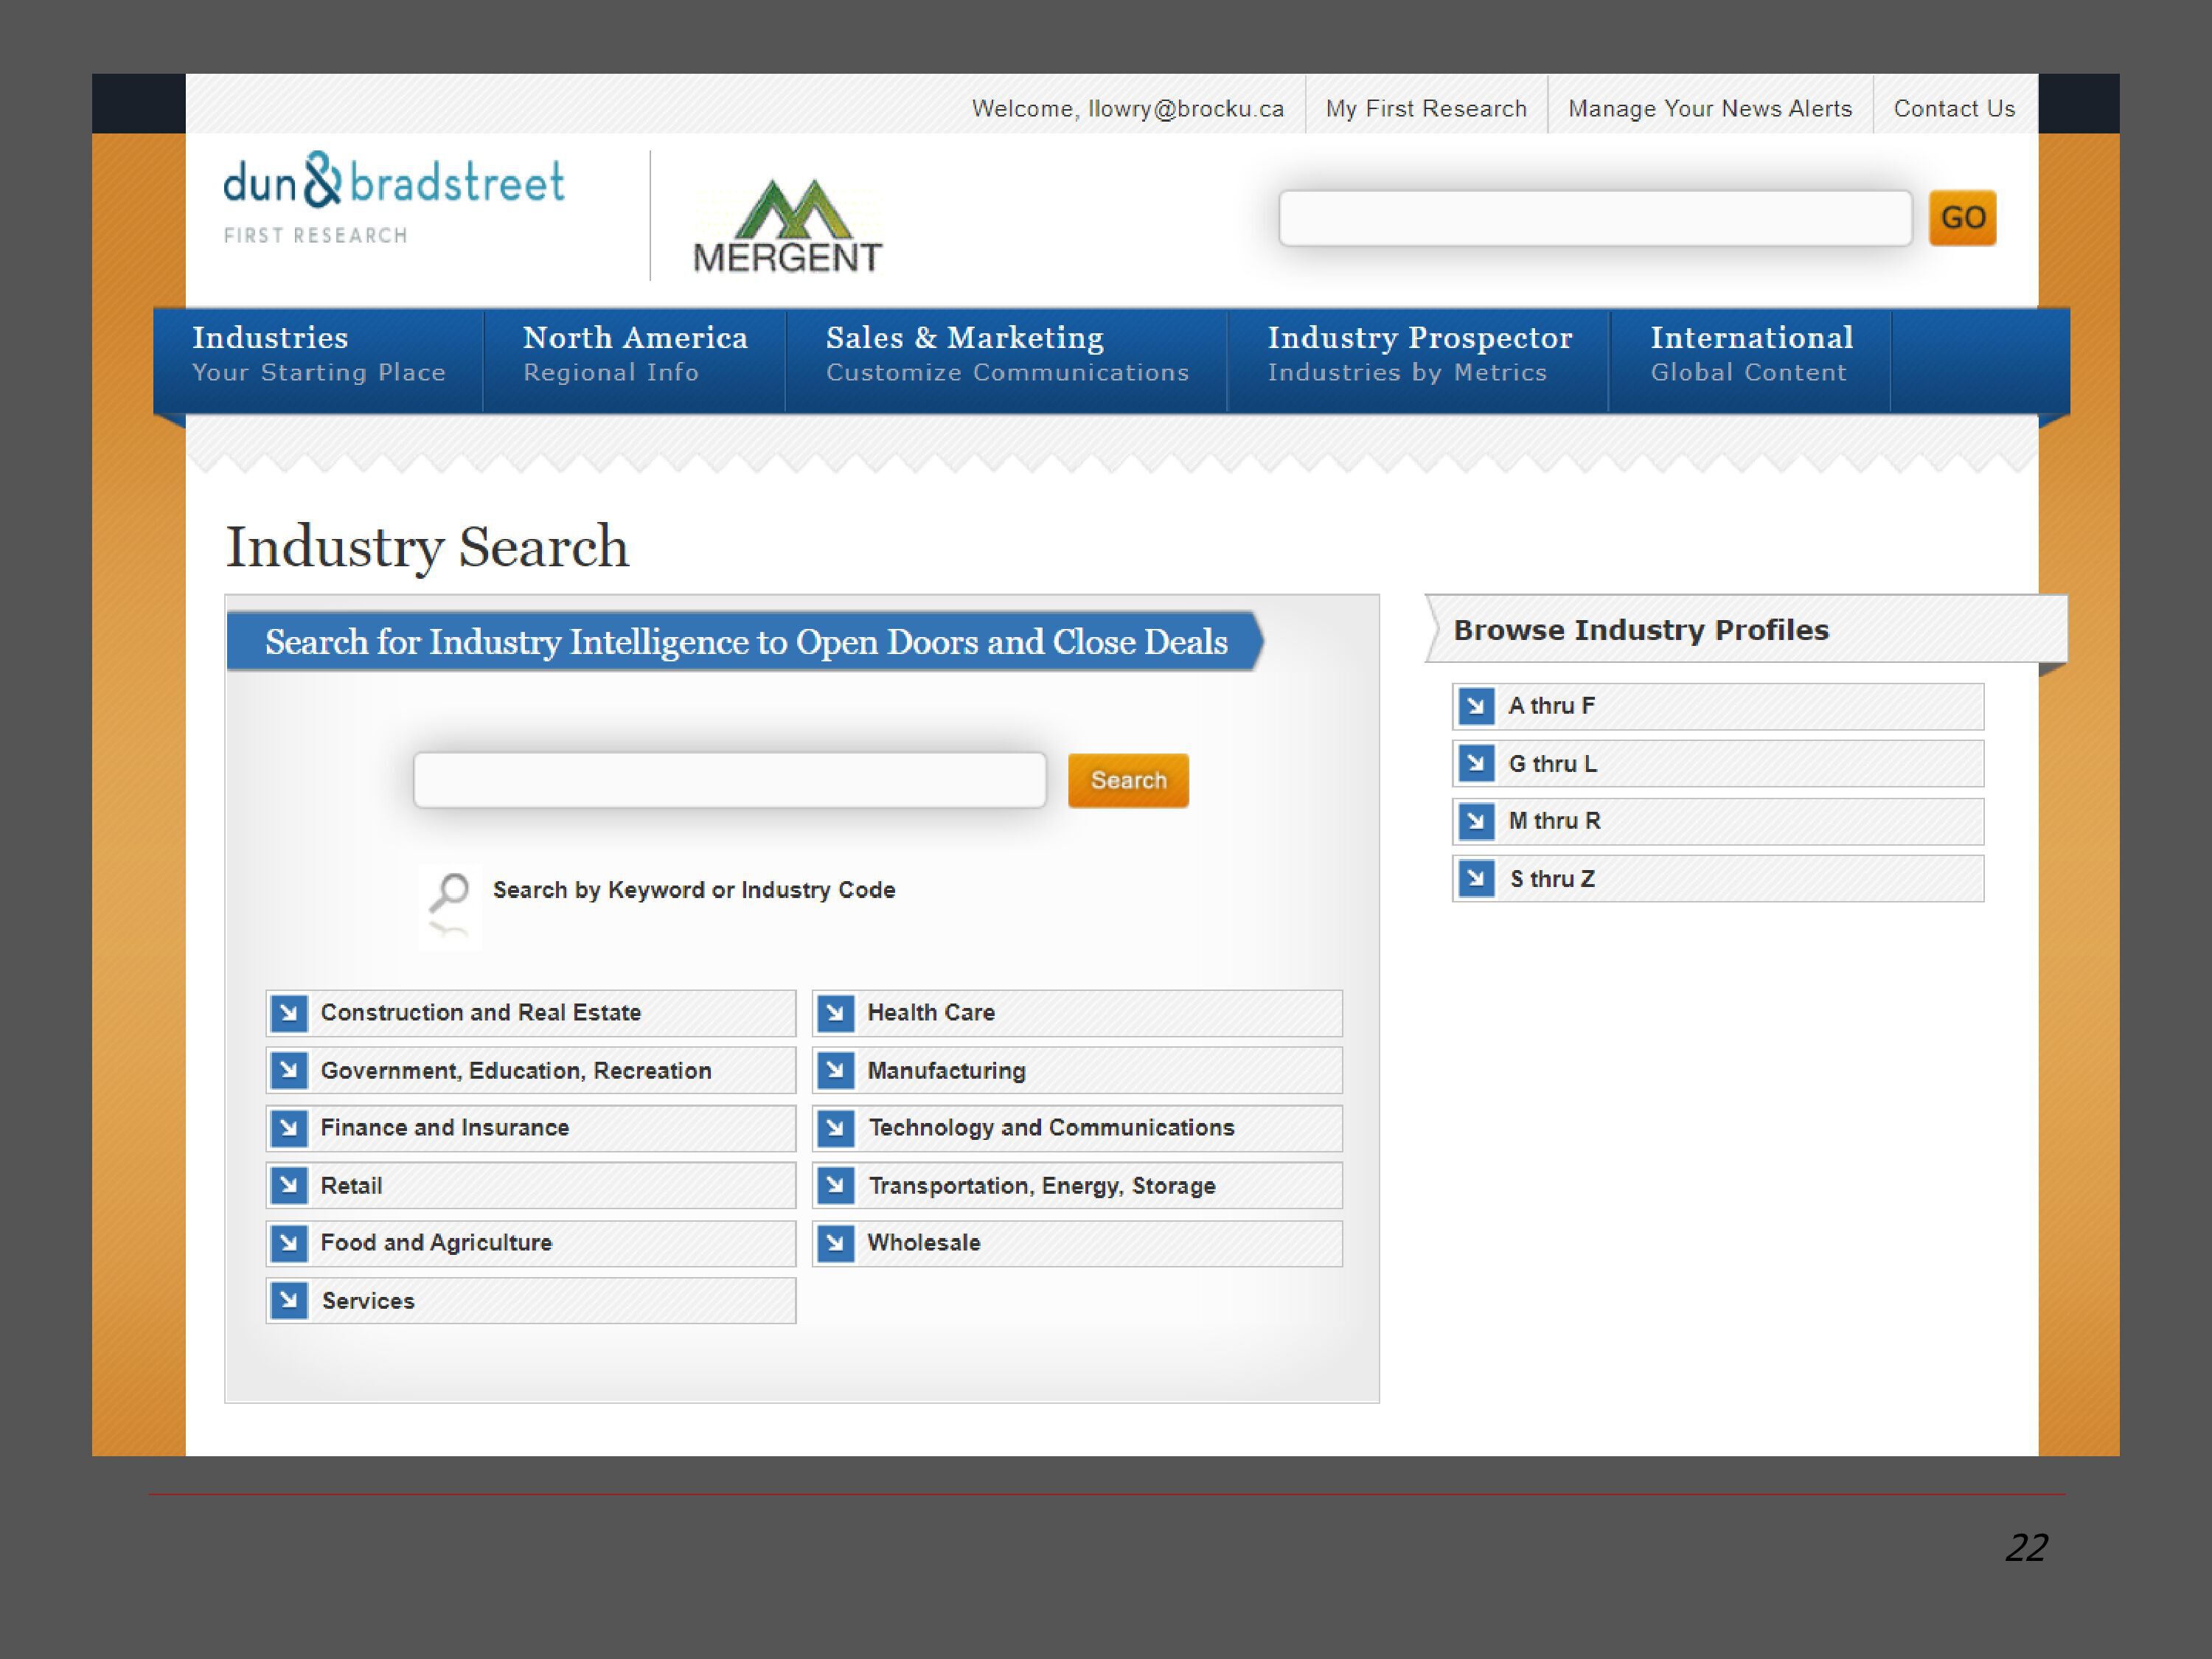 Welcome, llowry@brocku.ca My First Research Manage Your News Alerts Contact Us
dun&bradstreet
FIRST RESEARCH
MERGENT
GO
Industries North America Sales & Marketing Industry Prospector International
Your Starting Place Regional Info Customize Communications Industries by Metrics Global Content
Industry Search
Search for Industry Intelligence to Open Doors and Close Deals
Search
Search by Keyword or Industry Code
Construction and Real Estate
Government, Education, Recreation
Finance and Insurance
Retail
Food and Agriculture
Services
Health Care
Manufacturing
Technology and Communications
Transportation, Energy, Storage
Wholesale
Browse Industry Profiles
A thru F
G thru L
M thru R
S thru Z
22